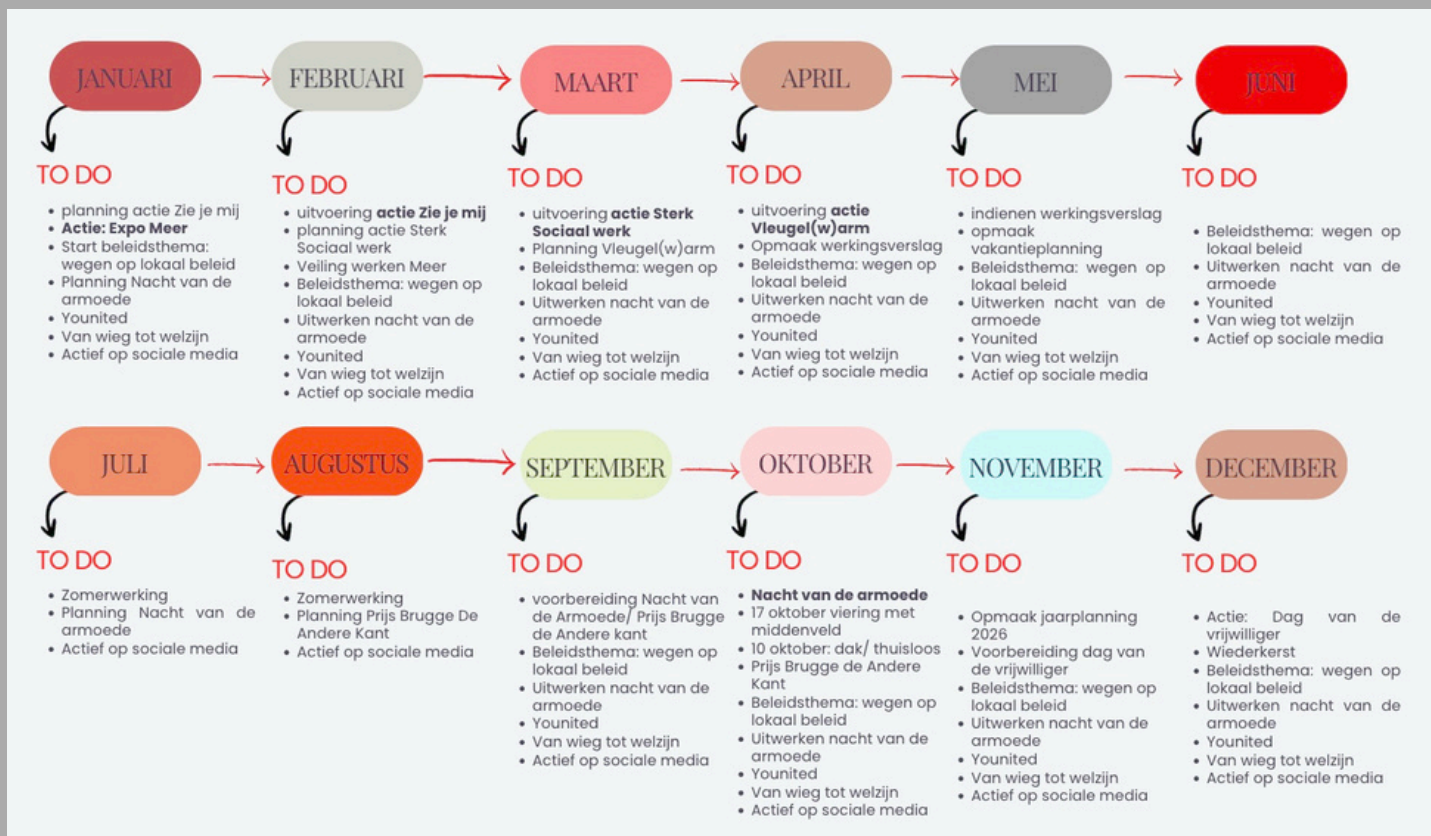 JANUARI
FEBRUARI
MAART
APRIL
MEI
JUNI
TO DO
• planning actie Zie je mij
• Actie: Expo Meer
• Start beleidsthema:
wegen op lokaal beleid
• Planning Nacht van de
armoede
• Younited
• Van wieg tot welzijn
• Actief op sociale media
TO DO
• uitvoering actie Zie je mij
• planning actie Sterk
Sociaal werk
• Veiling werken Meer
• Beleidsthema: wegen op
lokaal beleid
• Uitwerken nacht van de
armoede
• Younited
• Van wieg tot welzijn
• Actief op sociale media
TO DO
• uitvoering actie Sterk
Sociaal werk
• Planning Vleugel(w)arm
• Beleidsthema: wegen op
lokaal beleid
• Uitwerken nacht van de
armoede
• Younited
• Van wieg tot welzijn
• Actief op sociale media
TO DO
• uitvoering actie
Vleugel(w)arm
• Opmaak werkingsverslag
• Beleidsthema: wegen op
lokaal beleid
• Uitwerken nacht van de
armoede
• Younited
• Van wieg tot welzijn
• Actief op sociale media
TO DO
• indienen werkingsverslag
• opmaak
vakantieplanning
• Beleidsthema: wegen op
lokaal beleid
• Uitwerken nacht van de
armoede
• Younited
• Van wieg tot welzijn
• Actief op sociale media
TO DO
• Beleidsthema: wegen op
lokaal beleid
• Uitwerken nacht van de
armoede
• Younited
• Van wieg tot welzijn
• Actief op sociale media
JULI
AUGUSTUS
SEPTEMBER
OKTOBER
NOVEMBER
DECEMBER
TO DO
• Zomerwerking
• Planning Nacht van de
armoede
• Actief op sociale media
TO DO
• Zomerwerking
• Planning Prijs Brugge De
Andere Kant
• Actief op sociale media
TO DO
• voorbereiding Nacht van
de Armoede/ Prijs Brugge
de Andere kant
• Beleidsthema: wegen op
lokaal beleid
• Uitwerken nacht van de
armoede
• Younited
• Van wieg tot welzijn
• Actief op sociale media
TO DO
• Nacht van de armoede
• 17 oktober viering met
middenveld
• 10 oktober: dak/ thuisloos
• Prijs Brugge de Andere
Kant
• Beleidsthema: wegen op
lokaal beleid
• Uitwerken nacht van de
armoede
• Younited
• Van wieg tot welzijn
• Actief op sociale media
TO DO
• Opmaak jaarplanning
2026
• Voorbereiding dag van
de vrijwilliger
• Beleidsthema: wegen op
lokaal beleid
• Uitwerken nacht van de
armoede
• Younited
• Van wieg tot welzijn
• Actief op sociale media
TO DO
• Actie: Dag van de
vrijwilliger
• Wiederkerst
• Beleidsthema: wegen op
lokaal beleid
• Uitwerken nacht van de
armoede
• Younited
• Van wieg tot welzijn
• Actief op sociale media